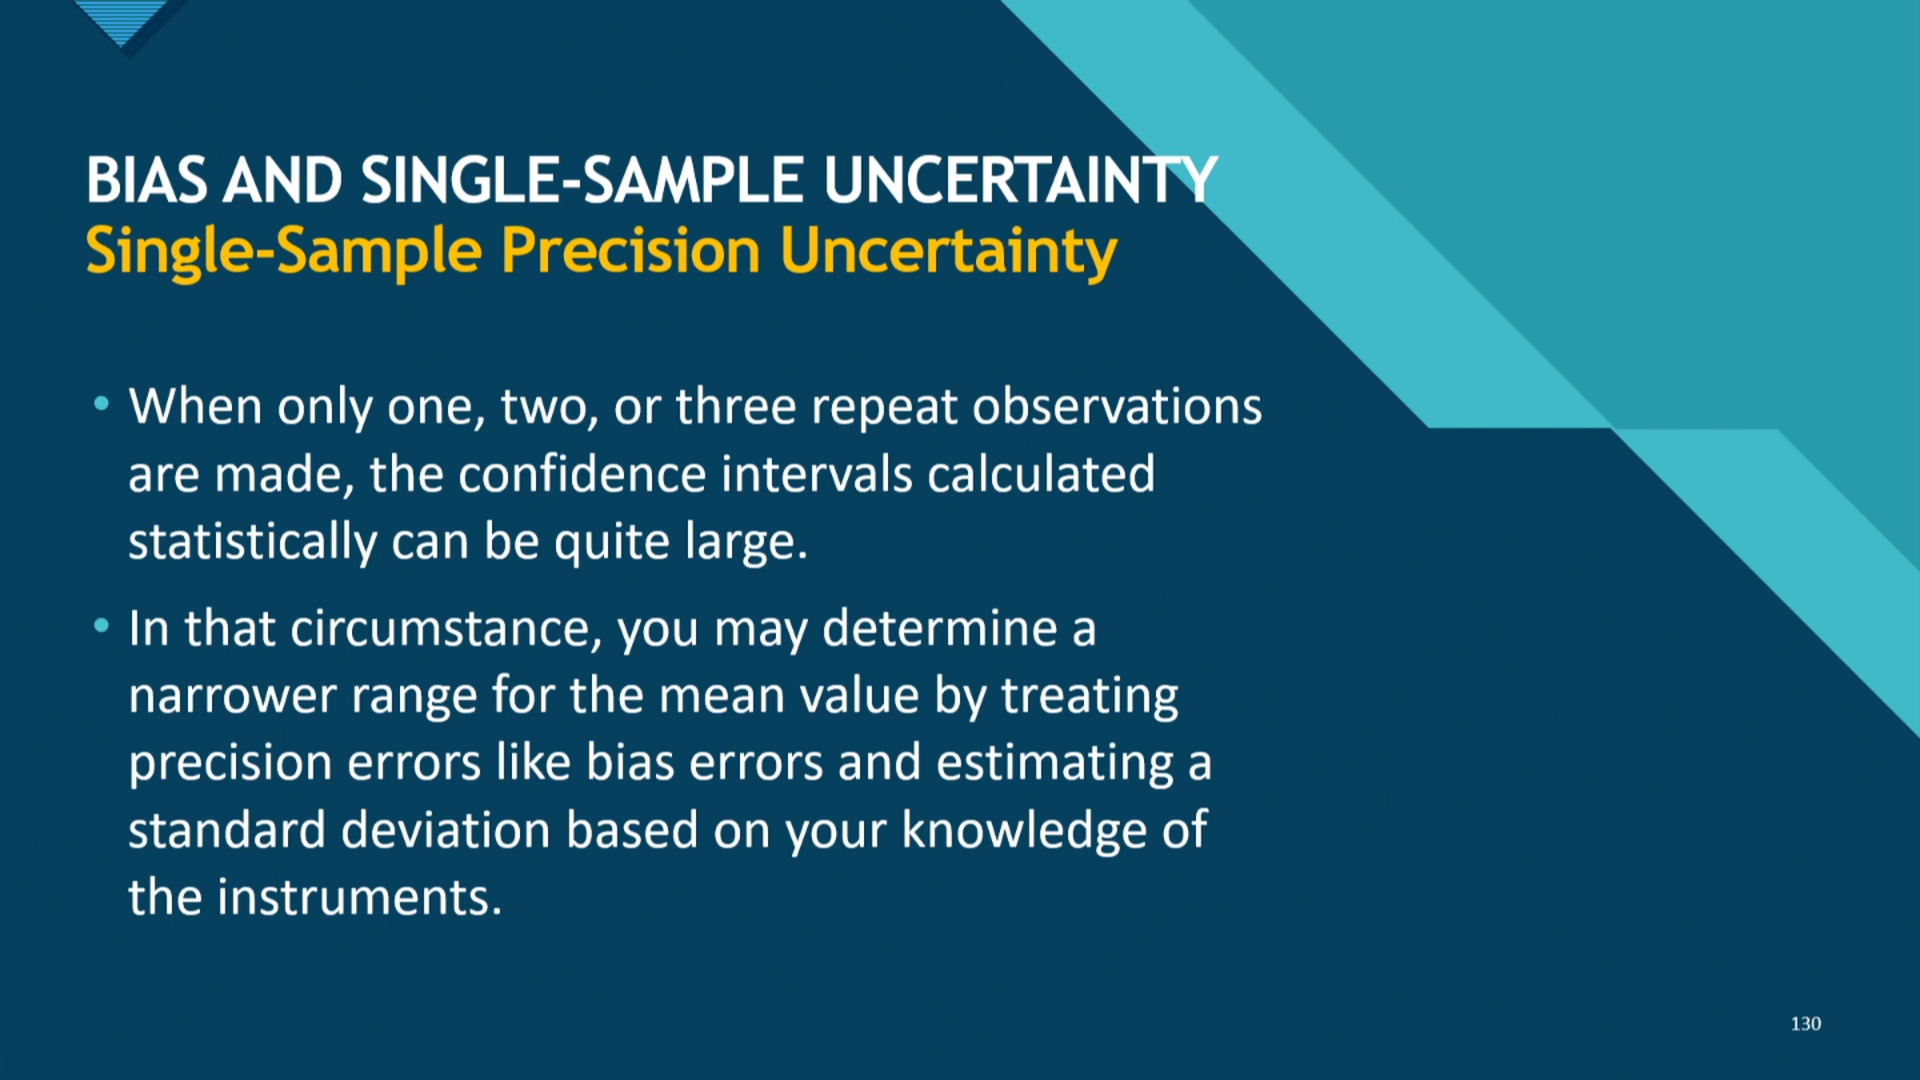 BIAS AND SINGLE-SAMPLE UNCERTAINTY
Single-Sample Precision Uncertainty
• When only one, two, or three repeat observations
are made, the confidence intervals calculated
statistically can be quite large.
• In that circumstance, you may determine a
narrower range for the mean value by treating
precision errors like bias errors and estimating a
standard deviation based on your knowledge of
the instruments.
130